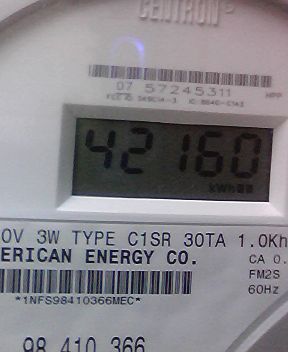 CENTRON®
07 57245311
42160
kWh
0V 3W TYPE C1SR 30TA 1.0Kh
ERICAN ENERGY CO.
CA 0.
FM2S
60Hz
*1NFS98410366MEC*
98 410 366